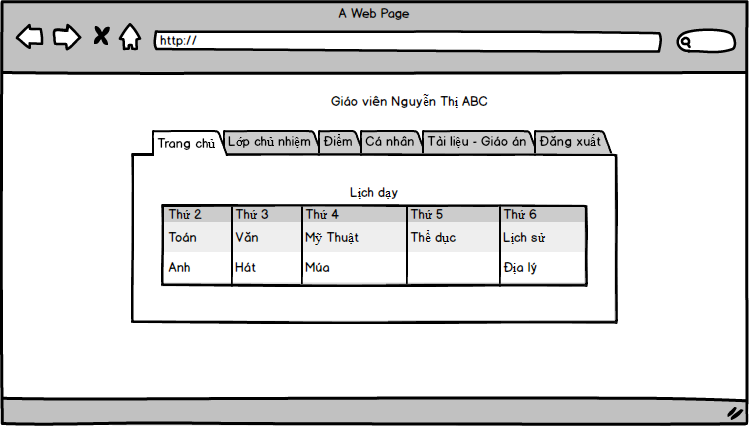 A Web Page
http://
Giáo viên Nguyễn Thị ABC
Trang chủ Lớp chủ nhiệm Điểm Cá nhân Tài liệu - Giáo án Đăng xuất
Lịch dạy
Thứ 2 Thứ 3 Thứ 4 Thứ 5 Thứ 6
Toán Văn Mỹ Thuật Thể dục Lịch sử
Anh Hát Múa Địa lý